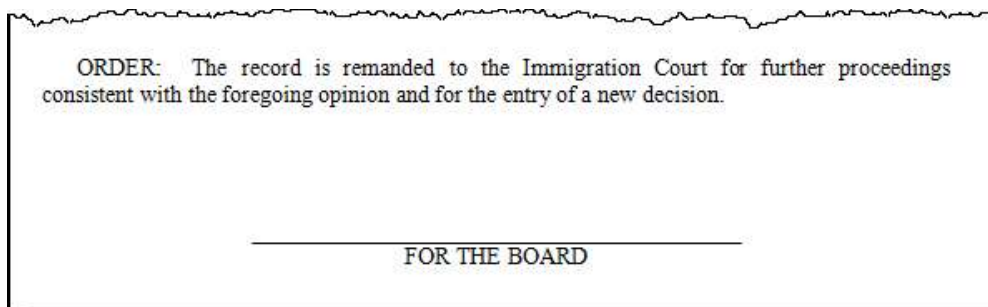 ORDER: The record is remanded to the Immigration Court for further proceedings
consistent with the foregoing opinion and for the entry of a new decision.
FOR THE BOARD